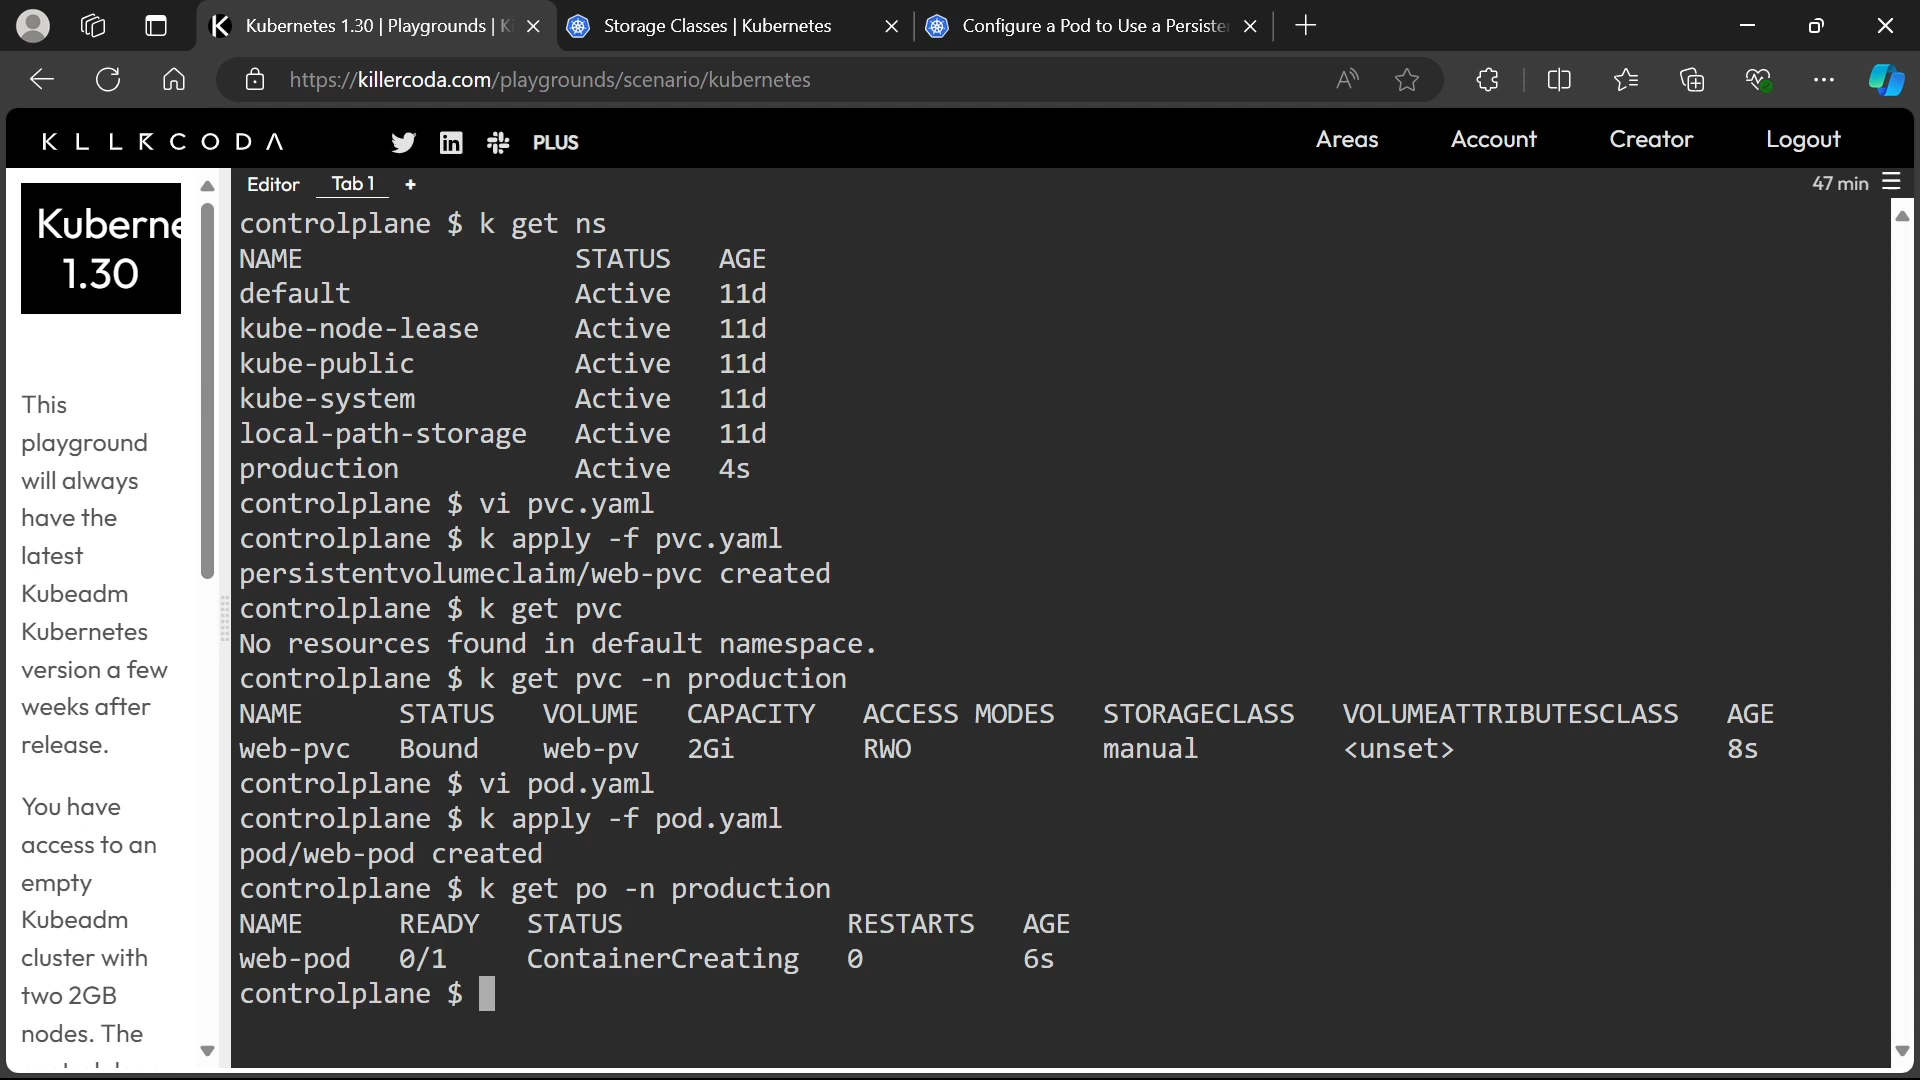 Kubernetes 1.30 | Playgrounds | Ki
Storage Classes | Kubernetes
Configure a Pod to Use a Persiste
https://killercoda.com/playgrounds/scenario/kubernetes
KLLRCODA
PLUS
Areas
Account
Creator
Logout
Editor
Tab 1
+
47 min
Kuberne
1.30
This
playground
will always
have the
latest
Kubeadm
Kubernetes
version a few
weeks after
release.
You have
access to an
empty
Kubeadm
cluster with
two 2GB
nodes. The
controlplane $ k get ns
NAME STATUS AGE
default Active 11d
kube-node-lease Active 11d
kube-public Active 11d
kube-system Active 11d
local-path-storage Active 11d
production Active 4s
controlplane $ vi pvc.yaml
controlplane $ k apply -f pvc.yaml
persistentvolumeclaim/web-pvc created
controlplane $ k get pvc
No resources found in default namespace.
controlplane $ k get pvc -n production
NAME STATUS VOLUME CAPACITY ACCESS MODES STORAGECLASS VOLUMEATTRIBUTESCLASS AGE
web-pvc Bound web-pv 2Gi RWO manual <unset> 8s
controlplane $ vi pod.yaml
controlplane $ k apply -f pod.yaml
pod/web-pod created
controlplane $ k get po -n production
NAME READY STATUS RESTARTS AGE
web-pod 0/1 ContainerCreating 0 6s
controlplane $